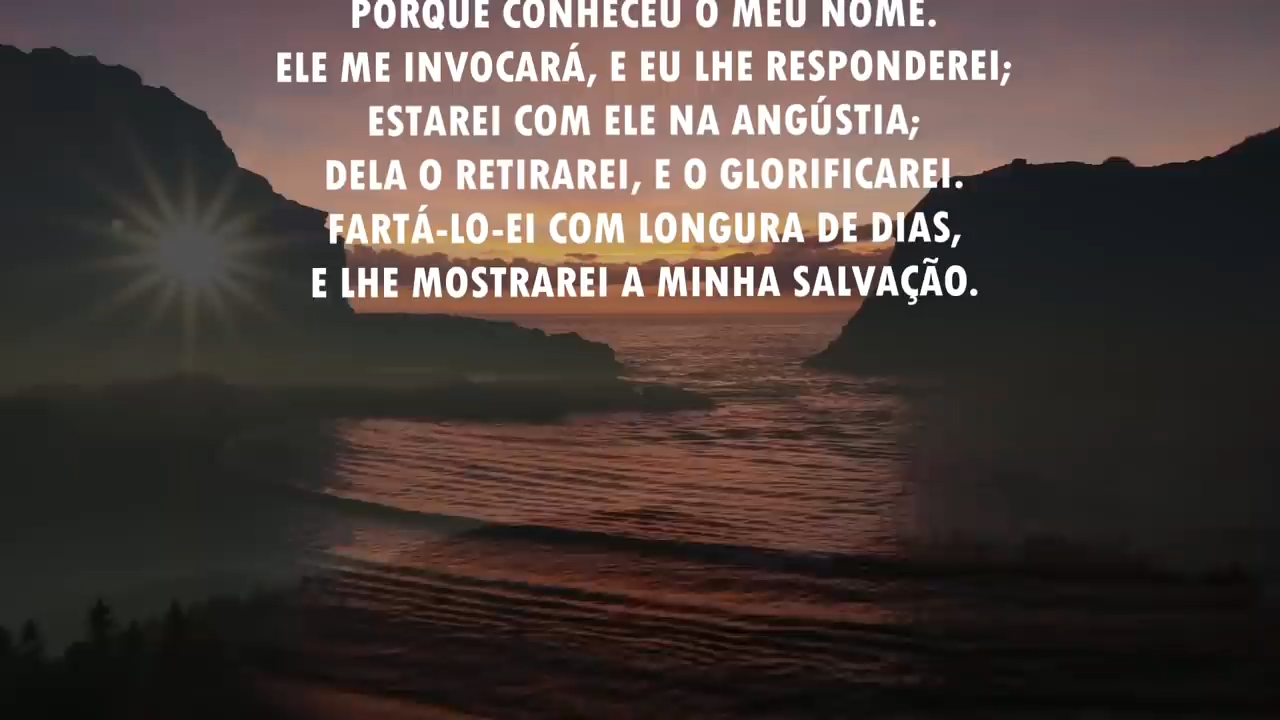 PORQUE CONHECEU O MEU NOME.
ELE ME INVOCARÁ, E EU LHE RESPONDEREI;
ESTAREI COM ELE NA ANGÚSTIA;
DELA O RETIRAREI, E O GLORIFICAREI.
FARTÁ-LO-EI COM LONGURA DE DIAS,
E LHE MOSTRAREI A MINHA SALVAÇÃO.